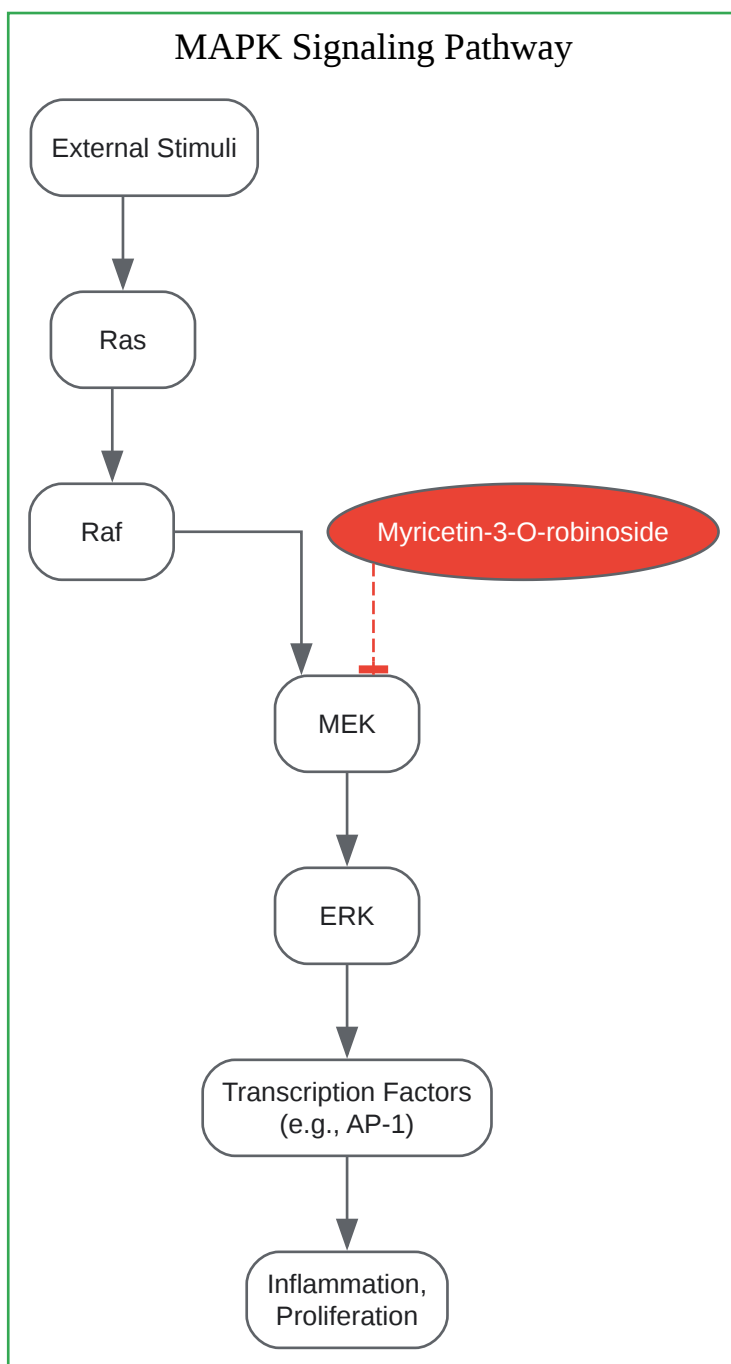 MAPK Signaling Pathway
External Stimuli
Ras
Raf
Myricetin-3-O-robinoside
MEK
ERK
Transcription Factors
(e.g., AP-1)
Inflammation,
Proliferation